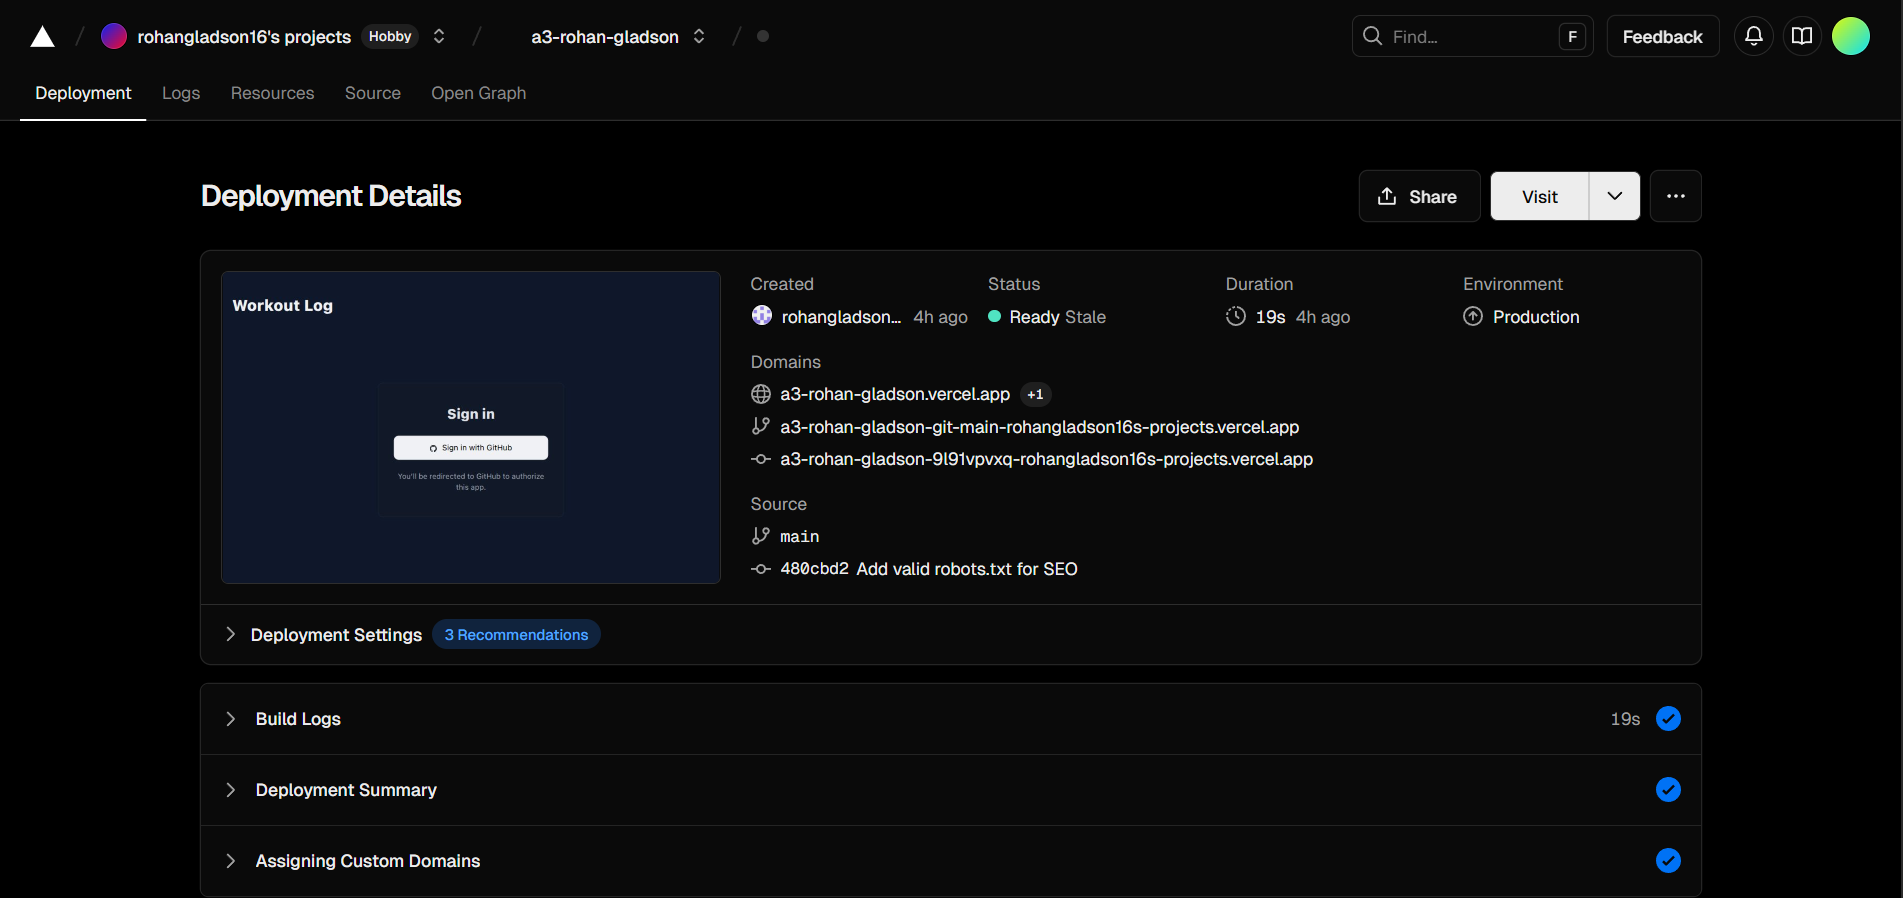 rohangladson16's projects Hobby a3-rohan-gladson Find... F Feedback
Deployment Logs Resources Source Open Graph
Deployment Details
Share Visit
Workout Log
Sign in
Sign in with GitHub
You'll be redirected to GitHub to authorize
this app.
Created Status Duration Environment
rohangladson... 4h ago Ready Stale 19s 4h ago Production
Domains
a3-rohan-gladson.vercel.app +1
a3-rohan-gladson-git-main-rohangladson16s-projects.vercel.app
a3-rohan-gladson-9l91vpvxq-rohangladson16s-projects.vercel.app
Source
main
480cbd2 Add valid robots.txt for SEO
Deployment Settings 3 Recommendations
Build Logs 19s
Deployment Summary
Assigning Custom Domains